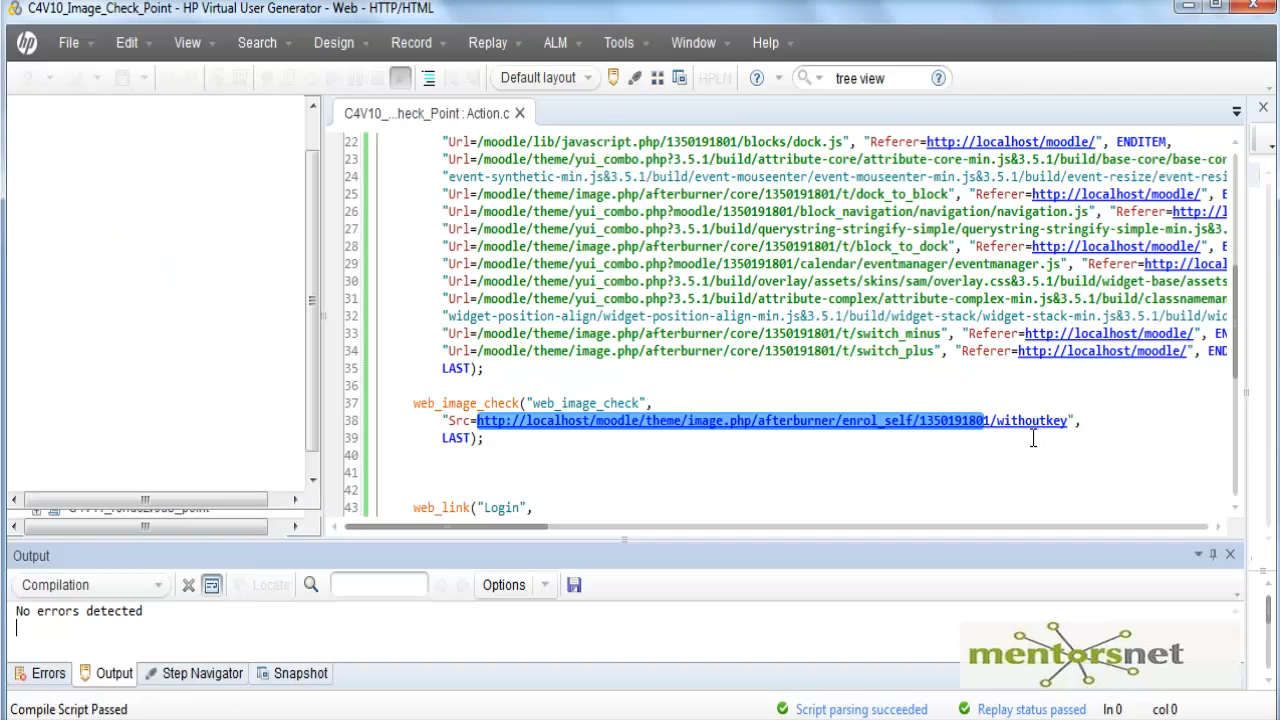 C4V10_Image_Check_Point - HP Virtual User Generator - Web - HTTP/HTML
hp File Edit View Search Design Record Replay ALM Tools Window Help
Default layout HPLN tree view
C4V10_...heck_Point : Action.c
22 "Url=/moodle/lib/javascript.php/1350191801/blocks/dock.js", "Referer=http://localhost/moodle/", ENDITEM,
23 "Url=/moodle/theme/yui_combo.php?3.5.1/build/attribute-core/attribute-core-min.js&3.5.1/build/base-core/base-cor
24 "event-synthetic-min.js&3.5.1/build/event-mouseenter/event-mouseenter-min.js&3.5.1/build/event-resize/event-resi
25 "Url=/moodle/theme/image.php/afterburner/core/1350191801/t/dock_to_block", "Referer=http://localhost/moodle/", E
26 "Url=/moodle/theme/yui_combo.php?moodle/1350191801/block_navigation/navigation/navigation.js", "Referer=http://l
27 "Url=/moodle/theme/yui_combo.php?3.5.1/build/querystring-stringify-simple/querystring-stringify-simple-min.js&3.
28 "Url=/moodle/theme/image.php/afterburner/core/1350191801/t/block_to_dock", "Referer=http://localhost/moodle/", E
29 "Url=/moodle/theme/yui_combo.php?moodle/1350191801/calendar/eventmanager/eventmanager.js", "Referer=http://local
30 "Url=/moodle/theme/yui_combo.php?3.5.1/build/overlay/assets/skins/sam/overlay.css&3.5.1/build/widget-base/assets
31 "Url=/moodle/theme/yui_combo.php?3.5.1/build/attribute-complex/attribute-complex-min.js&3.5.1/build/classnameman
32 "widget-position-align/widget-position-align-min.js&3.5.1/build/widget-stack/widget-stack-min.js&3.5.1/build/wid
33 "Url=/moodle/theme/image.php/afterburner/core/1350191801/t/switch_minus", "Referer=http://localhost/moodle/", EN
34 "Url=/moodle/theme/image.php/afterburner/core/1350191801/t/switch_plus", "Referer=http://localhost/moodle/", END
35 LAST);
36
37 web_image_check("web_image_check",
38 "Src=http://localhost/moodle/theme/image.php/afterburner/enrol_self/1350191801/withoutkey",
39 LAST);
40
41
42
43 web_link("Login",
Output
Compilation Locate Options
No errors detected
mentorsnet
Errors Output Step Navigator Snapshot
Compile Script Passed Script parsing succeeded Replay status passed ln 0 col 0